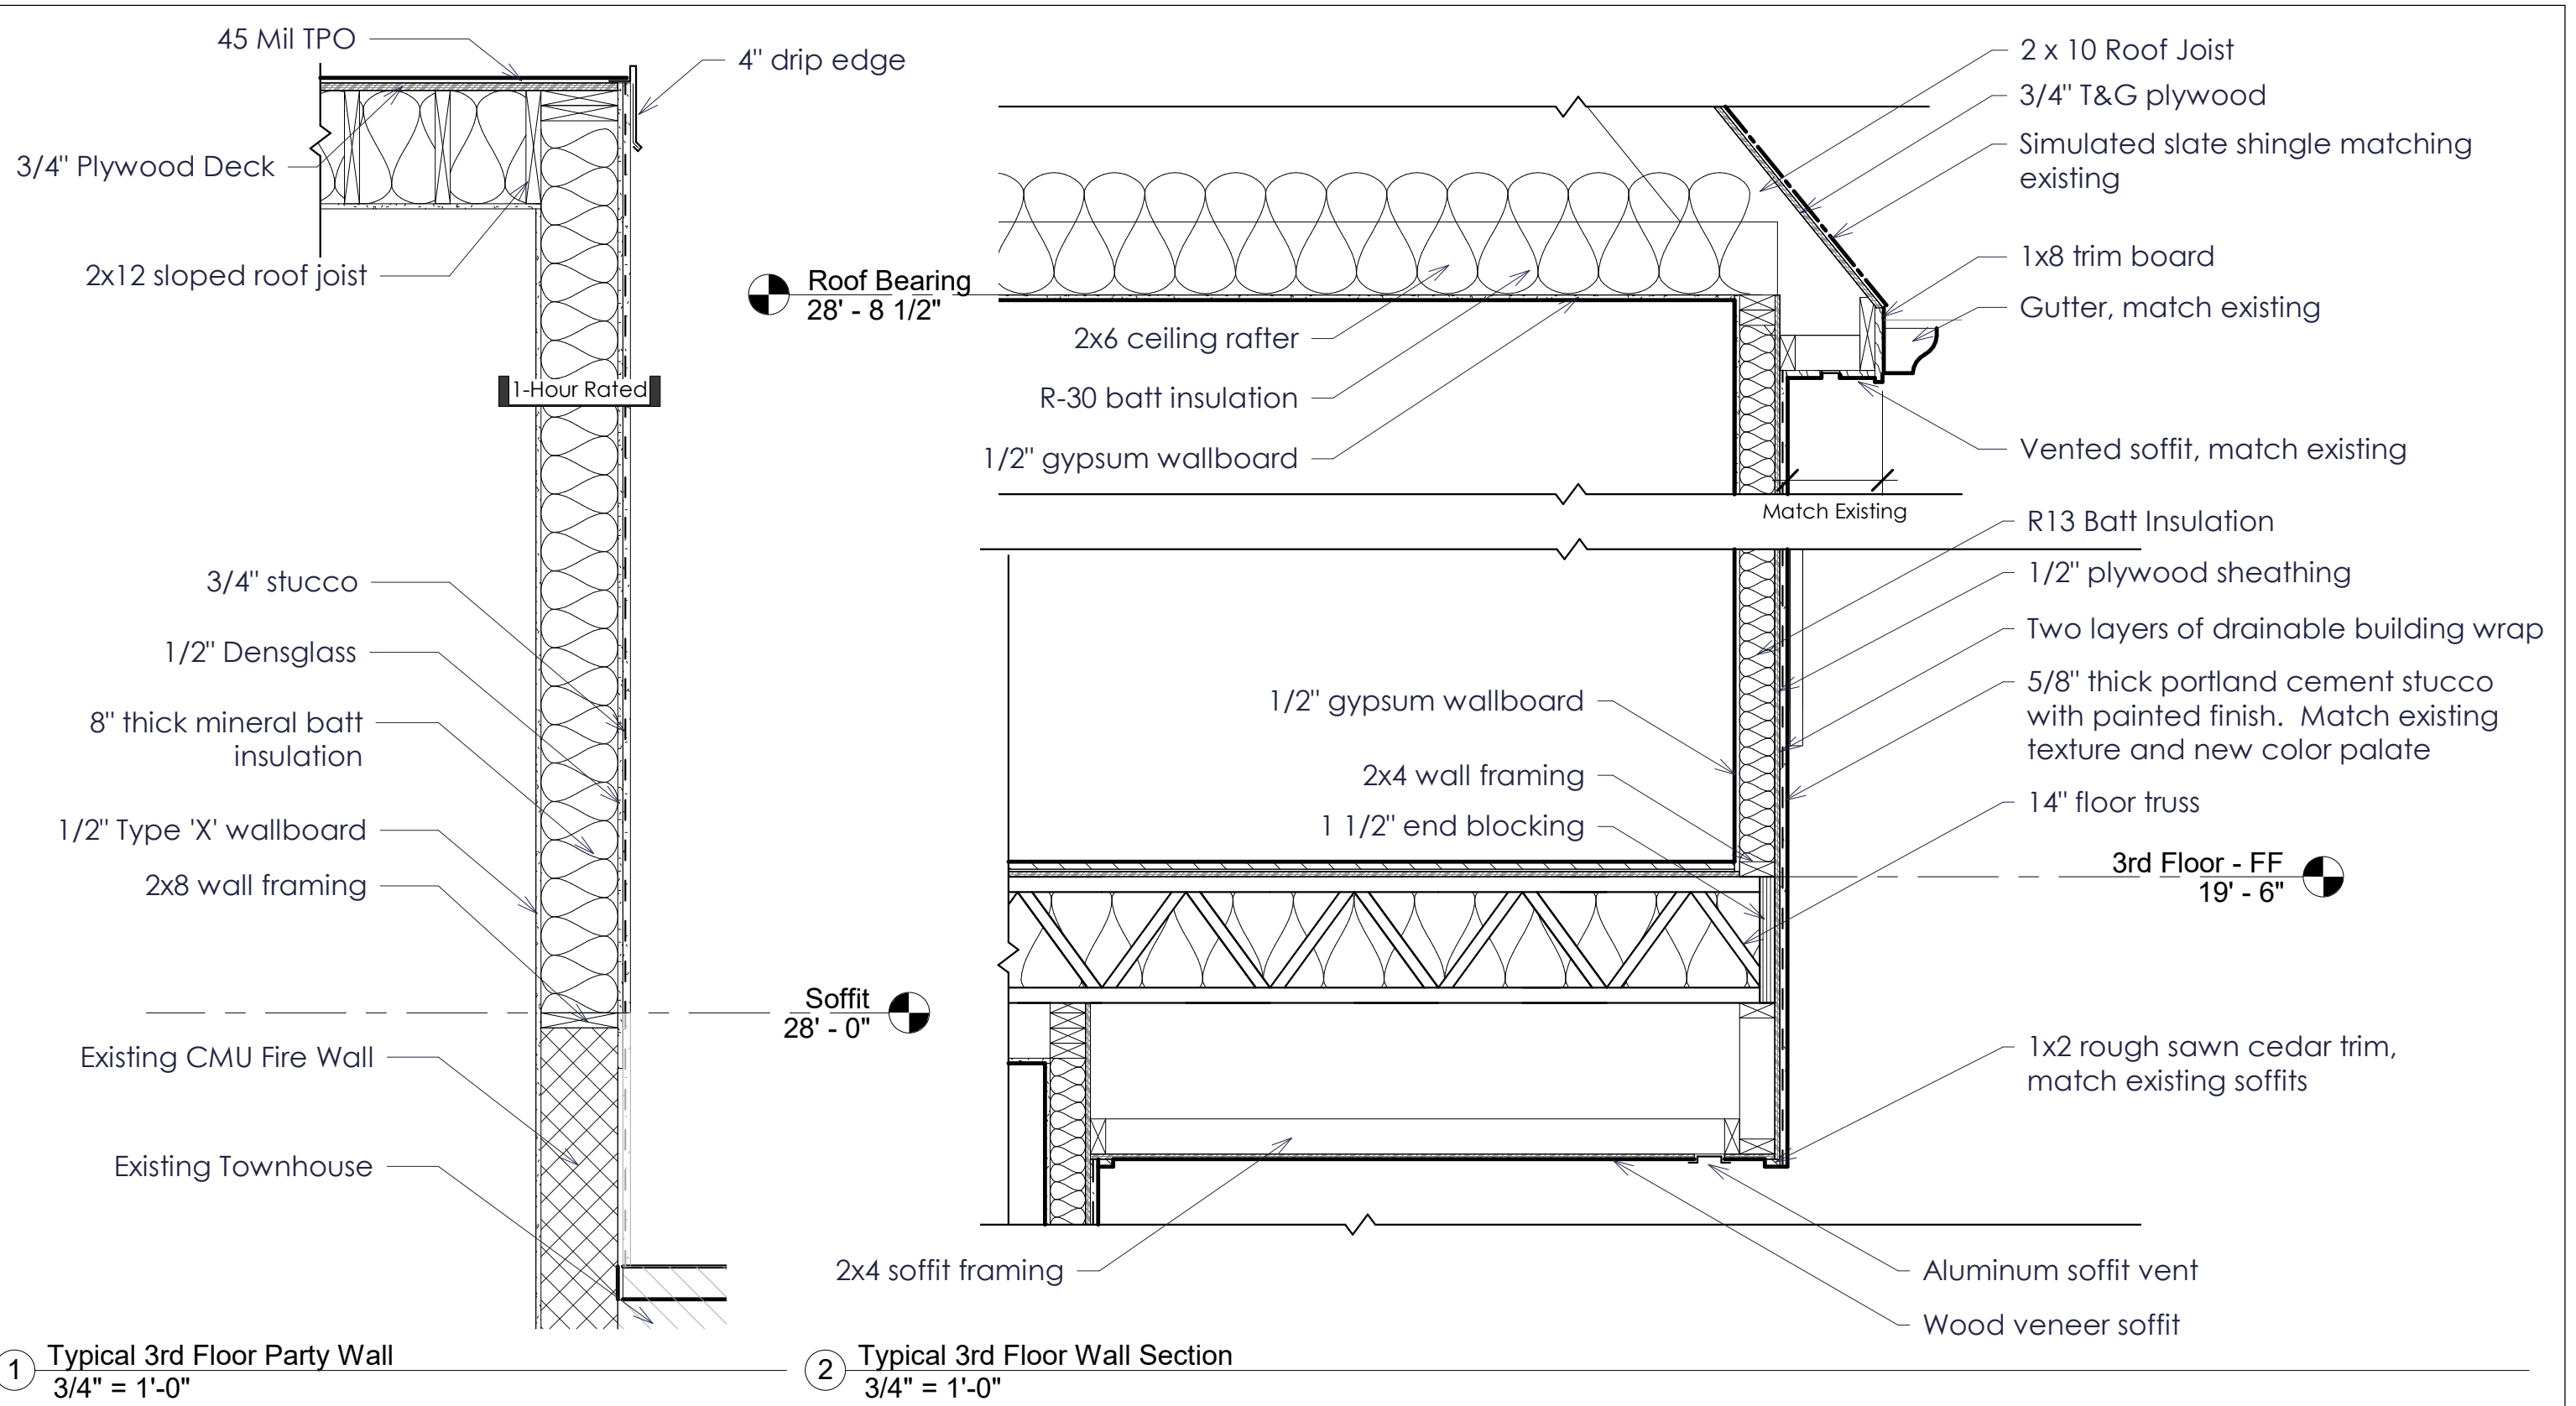 45 Mil TPO
4" drip edge
3/4" Plywood Deck
2x12 sloped roof joist
1-Hour Rated
3/4" stucco
1/2" Densglass
8" thick mineral batt
insulation
1/2" Type 'X' wallboard
2x8 wall framing
Soffit
28' - 0"
Existing CMU Fire Wall
Existing Townhouse
1
Typical 3rd Floor Party Wall
3/4" = 1'-0"
2 x 10 Roof Joist
3/4" T&G plywood
Simulated slate shingle matching
existing
1x8 trim board
Gutter, match existing
Roof Bearing
28' - 8 1/2"
2x6 ceiling rafter
R-30 batt insulation
1/2" gypsum wallboard
Vented soffit, match existing
Match Existing
R13 Batt Insulation
1/2" plywood sheathing
Two layers of drainable building wrap
5/8" thick portland cement stucco
with painted finish. Match existing
texture and new color palate
1/2" gypsum wallboard
2x4 wall framing
1 1/2" end blocking
14" floor truss
3rd Floor - FF
19' - 6"
1x2 rough sawn cedar trim,
match existing soffits
2x4 soffit framing
Aluminum soffit vent
Wood veneer soffit
2
Typical 3rd Floor Wall Section
3/4" = 1'-0"